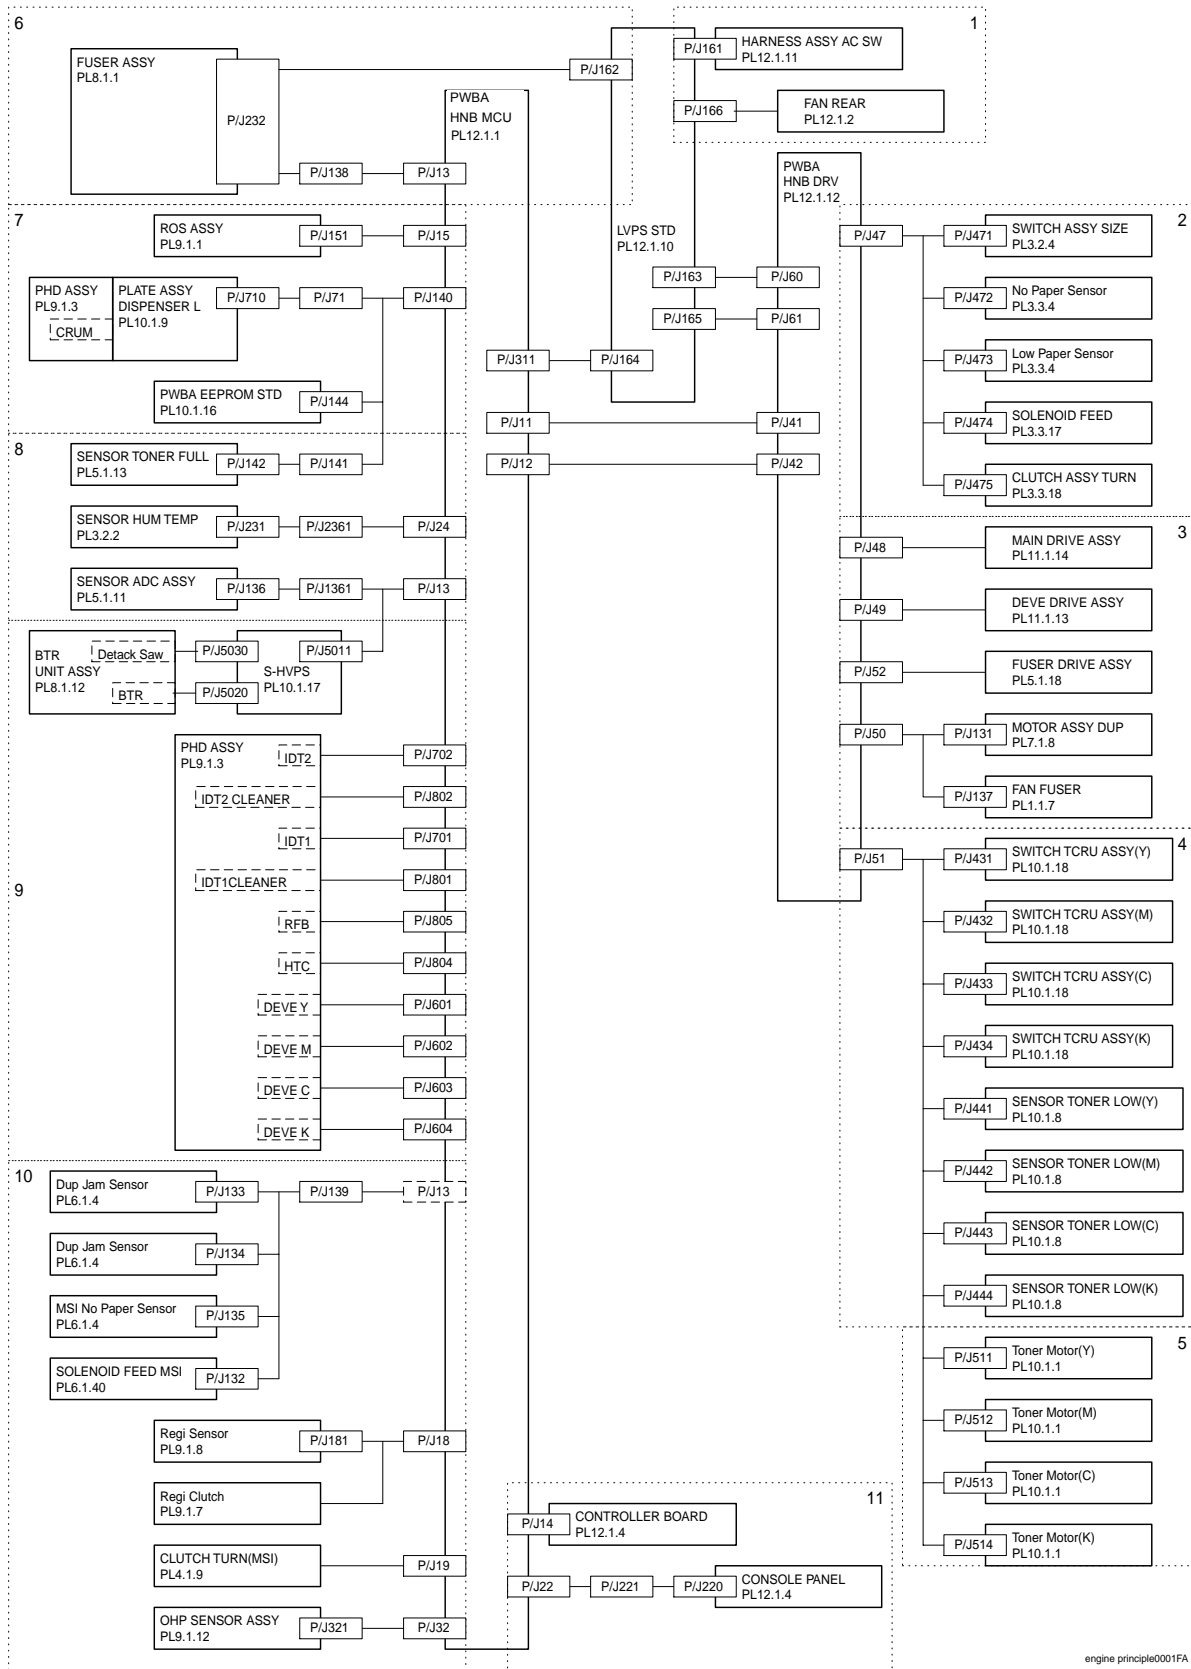 6
FUSER ASSY
PL8.1.1
P/J232
P/J162
P/J138
P/J13
PWBA
HNB MCU
PL12.1.1
1
P/J161
HARNESS ASSY AC SW
PL12.1.11
P/J166
FAN REAR
PL12.1.2
LVPS STD
PL12.1.10
PWBA
HNB DRV
PL12.1.12
P/J163
P/J60
P/J165
P/J61
P/J311
P/J164
P/J11
P/J41
P/J12
P/J42
7
ROS ASSY
PL9.1.1
P/J151
P/J15
PHD ASSY
PL9.1.3
CRUM
PLATE ASSY
DISPENSER L
PL10.1.9
P/J710
P/J71
P/J140
PWBA EEPROM STD
PL10.1.16
P/J144
8
SENSOR TONER FULL
PL5.1.13
P/J142
P/J141
SENSOR HUM TEMP
PL3.2.2
P/J231
P/J2361
P/J24
SENSOR ADC ASSY
PL5.1.11
P/J136
P/J1361
P/J13
9
BTR
UNIT ASSY
PL8.1.12
Detack Saw
BTR
P/J5030
P/J5020
P/J5011
S-HVPS
PL10.1.17
PHD ASSY
PL9.1.3
IDT2
P/J702
IDT2 CLEANER
P/J802
IDT1
P/J701
IDT1CLEANER
P/J801
RFB
P/J805
HTC
P/J804
DEVE Y
P/J601
DEVE M
P/J602
DEVE C
P/J603
DEVE K
P/J604
10
Dup Jam Sensor
PL6.1.4
P/J133
P/J139
P/J13
Dup Jam Sensor
PL6.1.4
P/J134
MSI No Paper Sensor
PL6.1.4
P/J135
SOLENOID FEED MSI
PL6.1.40
P/J132
Regi Sensor
PL9.1.8
P/J181
P/J18
Regi Clutch
PL9.1.7
CLUTCH TURN(MSI)
PL4.1.9
P/J19
OHP SENSOR ASSY
PL9.1.12
P/J321
P/J32
2
P/J47
P/J471
SWITCH ASSY SIZE
PL3.2.4
P/J472
No Paper Sensor
PL3.3.4
P/J473
Low Paper Sensor
PL3.3.4
P/J474
SOLENOID FEED
PL3.3.17
P/J475
CLUTCH ASSY TURN
PL3.3.18
3
P/J48
MAIN DRIVE ASSY
PL11.1.14
P/J49
DEVE DRIVE ASSY
PL11.1.13
P/J52
FUSER DRIVE ASSY
PL5.1.18
P/J50
P/J131
MOTOR ASSY DUP
PL7.1.8
P/J137
FAN FUSER
PL1.1.7
4
P/J51
P/J431
SWITCH TCRU ASSY(Y)
PL10.1.18
P/J432
SWITCH TCRU ASSY(M)
PL10.1.18
P/J433
SWITCH TCRU ASSY(C)
PL10.1.18
P/J434
SWITCH TCRU ASSY(K)
PL10.1.18
P/J441
SENSOR TONER LOW(Y)
PL10.1.8
P/J442
SENSOR TONER LOW(M)
PL10.1.8
P/J443
SENSOR TONER LOW(C)
PL10.1.8
P/J444
SENSOR TONER LOW(K)
PL10.1.8
5
P/J511
Toner Motor(Y)
PL10.1.1
P/J512
Toner Motor(M)
PL10.1.1
P/J513
Toner Motor(C)
PL10.1.1
P/J514
Toner Motor(K)
PL10.1.1
11
P/J14
CONTROLLER BOARD
PL12.1.4
P/J22
P/J221
P/J220
CONSOLE PANEL
PL12.1.4
engine principle0001FA